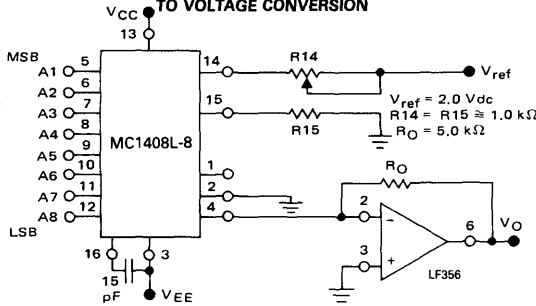 TO VOLTAGE CONVERSION
VCC
13
MSB
A1 5
A2 6
A3 7
A4 8
A5 9
A6 10
A7 11
A8 12
LSB
MC1408L-8
14
15
1
2
4
16
3
15
pF
VEE
R14
Vref
R15
Vref = 2.0 Vdc
R14 = R15 ≅ 1.0 kΩ
RO = 5.0 kΩ
RO
2
−
3
+
6
VO
LF356